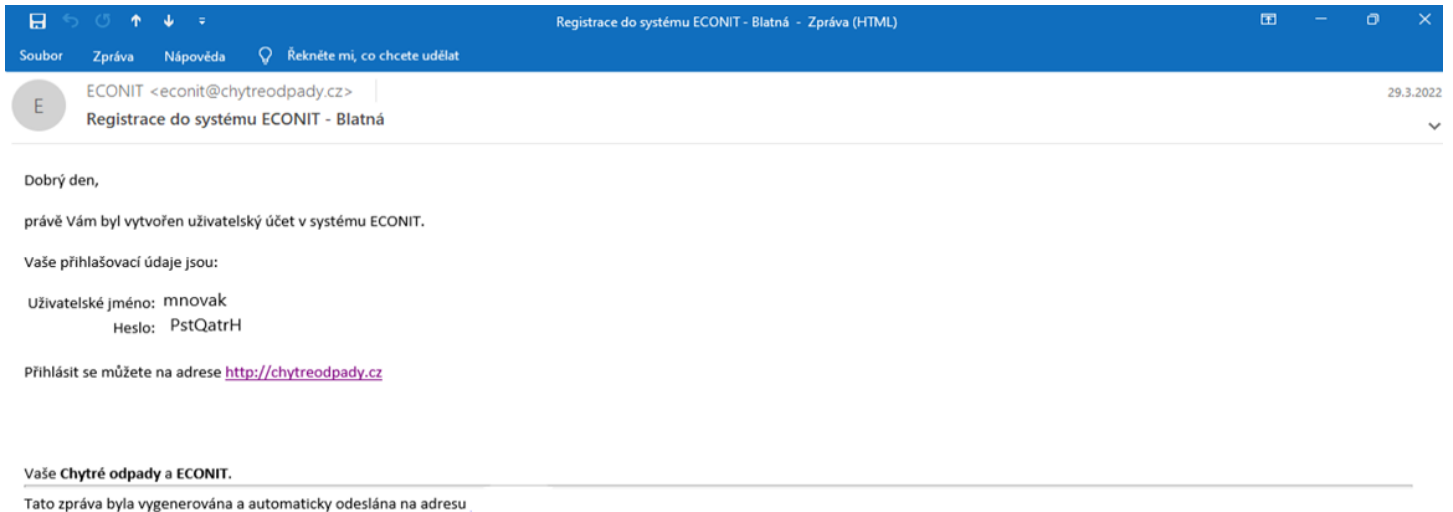 Registrace do systému ECONIT - Blatná - Zpráva (HTML)
Soubor Zpráva Nápověda Řekněte mi, co chcete udělat
E
ECONIT <econit@chytreodpady.cz>
29.3.2022
Registrace do systému ECONIT - Blatná
Dobrý den,
právě Vám byl vytvořen uživatelský účet v systému ECONIT.
Vaše přihlašovací údaje jsou:
Uživatelské jméno: mnovak
Heslo: PstQatrH
Přihlásit se můžete na adrese http://chytreodpady.cz
Vaše Chytré odpady a ECONIT.
Tato zpráva byla vygenerována a automaticky odeslána na adresu